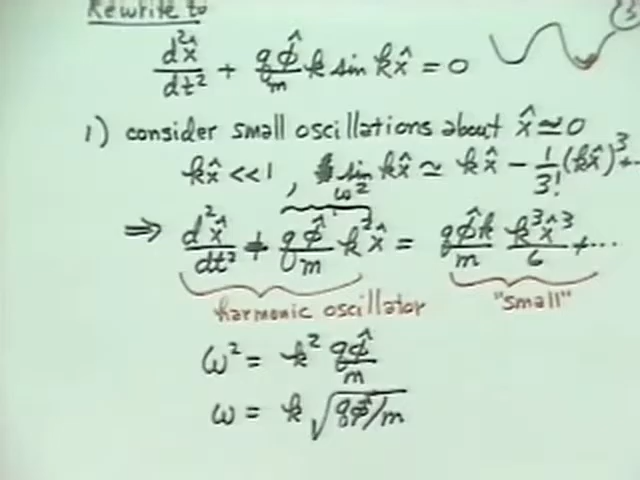 Rewrite to
3
d²x̂/dt² + qφ̂/m k sin kx̂ = 0
1) consider small oscillations about x̂ ≃ 0
kx̂ << 1 , sin kx̂ ≃ kx̂ − 1/3! (kx̂)³ + ...
ω²
⇒ d²x̂/dt² + qφ̂/m k²x̂ = qφ̂k/m k³x̂³/6 + ...
harmonic oscillator "small"
ω² = k² qφ̂/m
ω = k √(qφ̂/m)